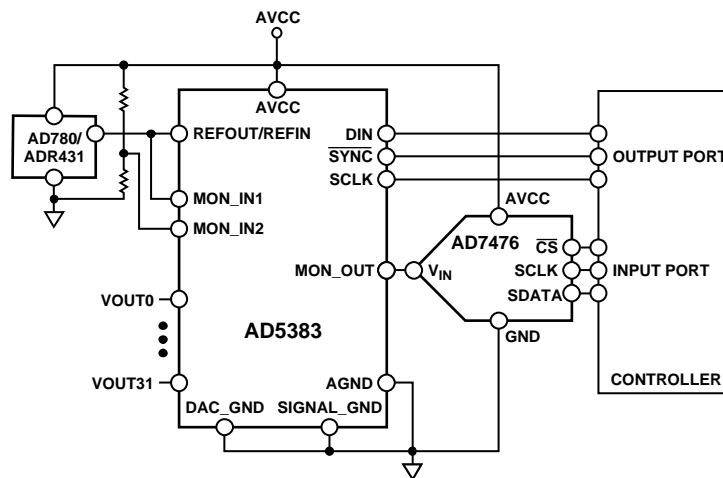 AVCC
AVCC
AD780/
ADR431
REFOUT/REFIN
DIN
SYNC
OUTPUT PORT
SCLK
AVCC
MON_IN1
MON_IN2
AD7476
CS
MON_OUT
VIN
SCLK
INPUT PORT
SDATA
VOUT0
AD5383
GND
VOUT31
AGND
CONTROLLER
DAC_GND
SIGNAL_GND